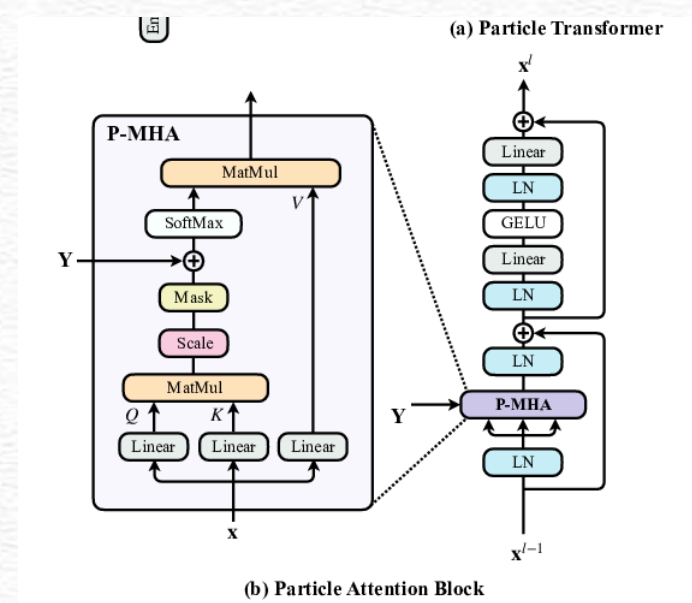 En
(a) Particle Transformer
P-MHA
MatMul
V
SoftMax
Y
Mask
Scale
MatMul
Q K
Linear Linear Linear
x
x^l
Linear
LN
GELU
Linear
LN
LN
P-MHA
Y
LN
x^{l−1}
(b) Particle Attention Block